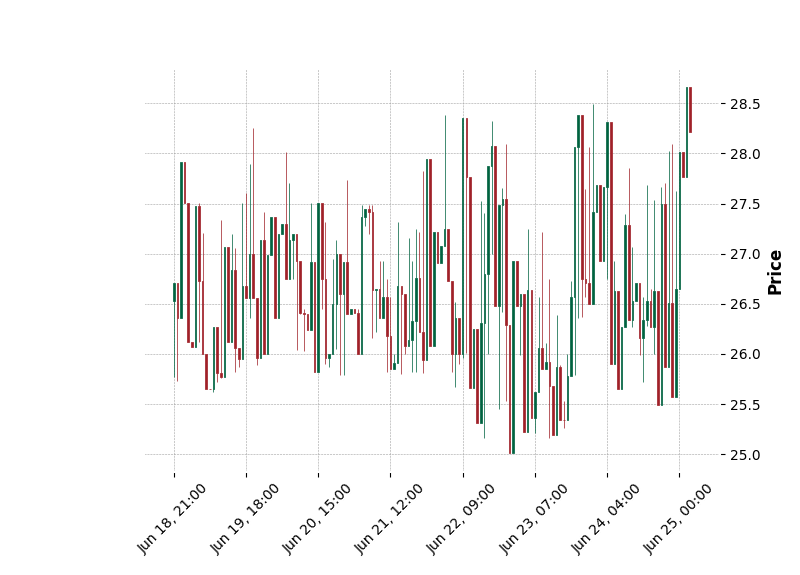 28.5
28.0
27.5
27.0
26.5
26.0
25.5
25.0
Price
Jun 18, 21:00
Jun 19, 18:00
Jun 20, 15:00
Jun 21, 12:00
Jun 22, 09:00
Jun 23, 07:00
Jun 24, 04:00
Jun 25, 00:00